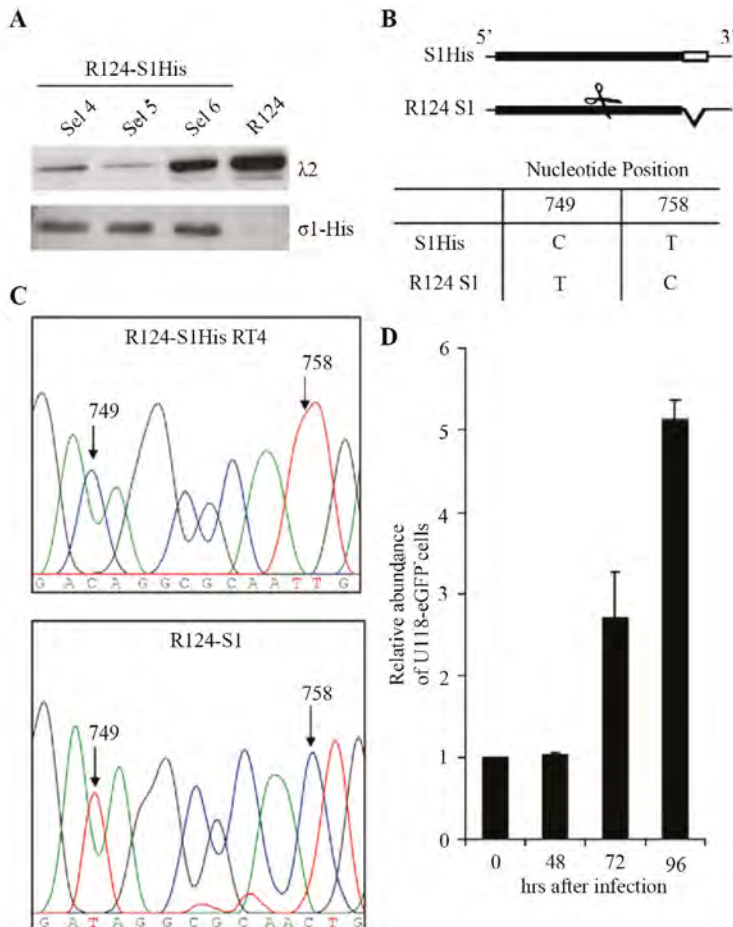 A
R124-S1His
Sel 4
Sel 5
Sel 6
R124
λ2
σ1-His
B
5’
3’
S1His
R124 S1
Nucleotide Position
749
758
S1His
C
T
R124 S1
T
C
C
R124-S1His RT4
758
749
G A C A G G C G C A A T T G
R124-S1
758
749
G A T A G G C G C A A C T G
D
Relative abundance
of U118-eGFP-cells
6
5
4
3
2
1
0
0
48
72
96
hrs after infection